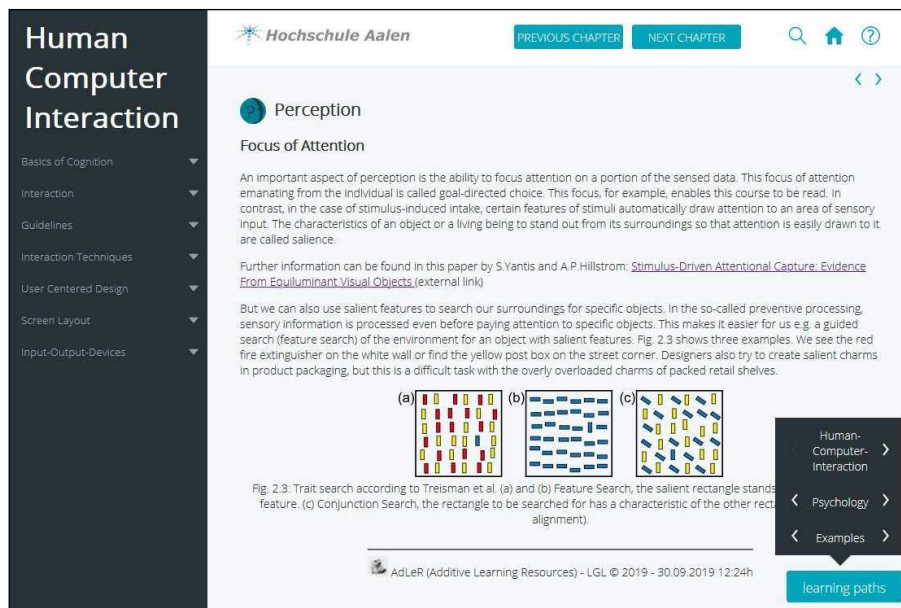 Human
Computer
Interaction
Basics of Cognition
Interaction
Guidelines
Interaction Techniques
User Centered Design
Screen Layout
Input-Output-Devices
Hochschule Aalen
PREVIOUS CHAPTER
NEXT CHAPTER
Perception
Focus of Attention
An important aspect of perception is the ability to focus attention on a portion of the sensed data. This focus of attention
emanating from the individual is called goal-directed choice. This focus, for example, enables this course to be read. In
contrast, in the case of stimulus-induced intake, certain features of stimuli automatically draw attention to an area of sensory
input. The characteristics of an object or a living being to stand out from its surroundings so that attention is easily drawn to it
are called salience.
Further information can be found in this paper by S.Yantis and A.P.Hillstrom: Stimulus-Driven Attentional Capture: Evidence
From Equiluminant Visual Objects (external link)
But we can also use salient features to search our surroundings for specific objects. In the so-called preventive processing,
sensory information is processed even before paying attention to specific objects. This makes it easier for us e.g. a guided
search (feature search) of the environment for an object with salient features. Fig. 2.3 shows three examples. We see the red
fire extinguisher on the white wall or find the yellow post box on the street corner. Designers also try to create salient charms
in product packaging, but this is a difficult task with the overly overloaded charms of packed retail shelves.
(a) (b) (c)
Fig. 2.3: Trait search according to Treisman et al. (a) and (b) Feature Search, the salient rectangle stands
feature. (c) Conjunction Search, the rectangle to be searched for has a characteristic of the other
alignment).
AdLeR (Additive Learning Resources) - LGL © 2019 - 30.09.2019 12:24h
Human-
Computer-
Interaction
Psychology
Examples
learning paths